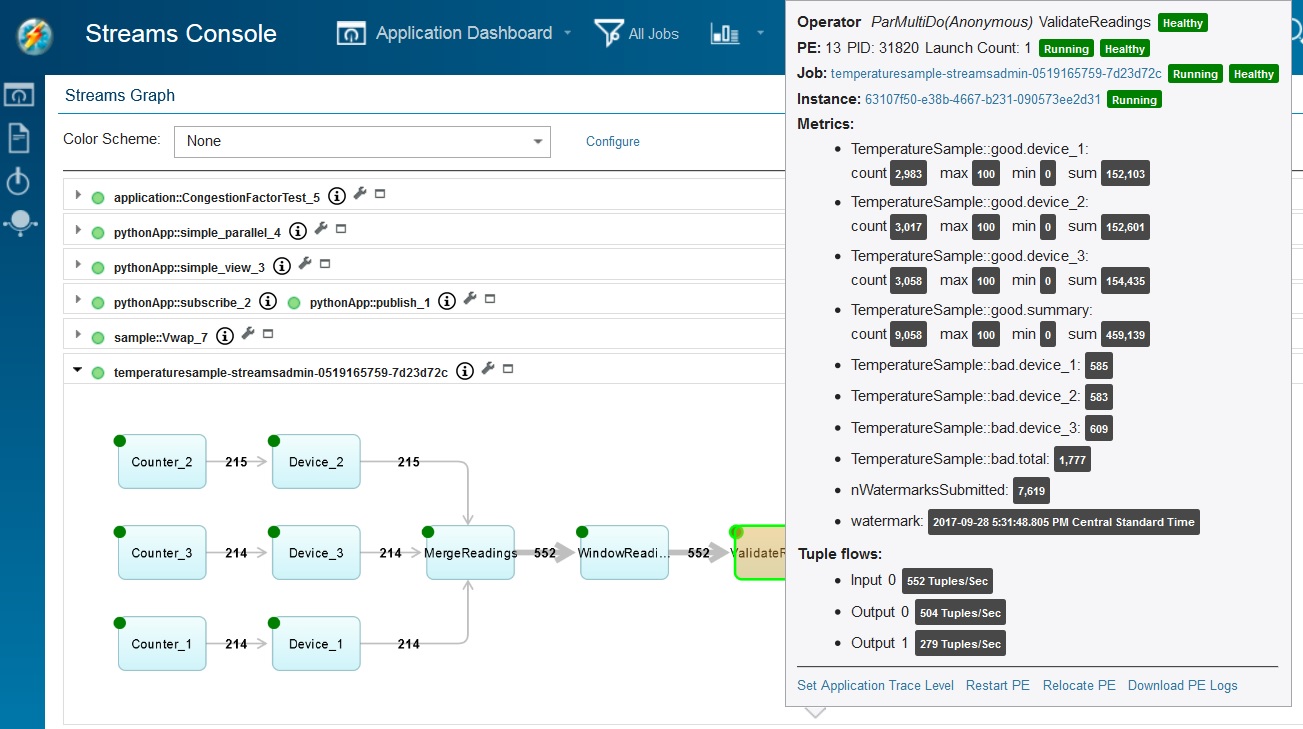 Streams Console
Application Dashboard
All Jobs
Streams Graph
Color Scheme:
None
Configure
application::CongestionFactorTest_5
pythonApp::simple_parallel_4
pythonApp::simple_view_3
pythonApp::subscribe_2 pythonApp::publish_1
sample::Vwap_7
temperaturesample-streamsadmin-0519165759-7d23d72c
Counter_2 215 Device_2 215
Counter_3 214 Device_3 214 MergeReadings 552 WindowReadi... 552 ValidateR
Counter_1 214 Device_1 214
Operator ParMultiDo(Anonymous) ValidateReadings Healthy
PE: 13 PID: 31820 Launch Count: 1 Running Healthy
Job: temperaturesample-streamsadmin-0519165759-7d23d72c Running Healthy
Instance: 63107f50-e38b-4667-b231-090573ee2d31 Running
Metrics:
TemperatureSample::good.device_1:
count 2,983 max 100 min 0 sum 152,103
TemperatureSample::good.device_2:
count 3,017 max 100 min 0 sum 152,601
TemperatureSample::good.device_3:
count 3,058 max 100 min 0 sum 154,435
TemperatureSample::good.summary:
count 9,058 max 100 min 0 sum 459,139
TemperatureSample::bad.device_1: 585
TemperatureSample::bad.device_2: 583
TemperatureSample::bad.device_3: 609
TemperatureSample::bad.total: 1,777
nWatermarksSubmitted: 7,619
watermark: 2017-09-28 5:31:48.805 PM Central Standard Time
Tuple flows:
Input 0 552 Tuples/Sec
Output 0 504 Tuples/Sec
Output 1 279 Tuples/Sec
Set Application Trace Level Restart PE Relocate PE Download PE Logs